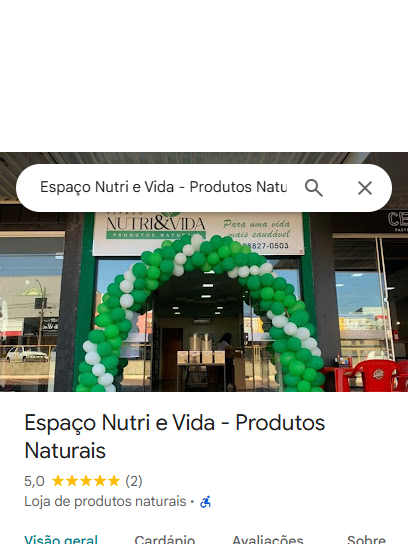 Espaço Nutri e Vida - Produtos Natu
NUTRI&VIDA
PRODUTOS NATURAIS
Para uma vida
mais saudável
8827-0503
CE
Espaço Nutri e Vida - Produtos
Naturais
5,0 ★★★★★ (2)
Loja de produtos naturais ·
Visão geral Cardápio Avaliações Sobre